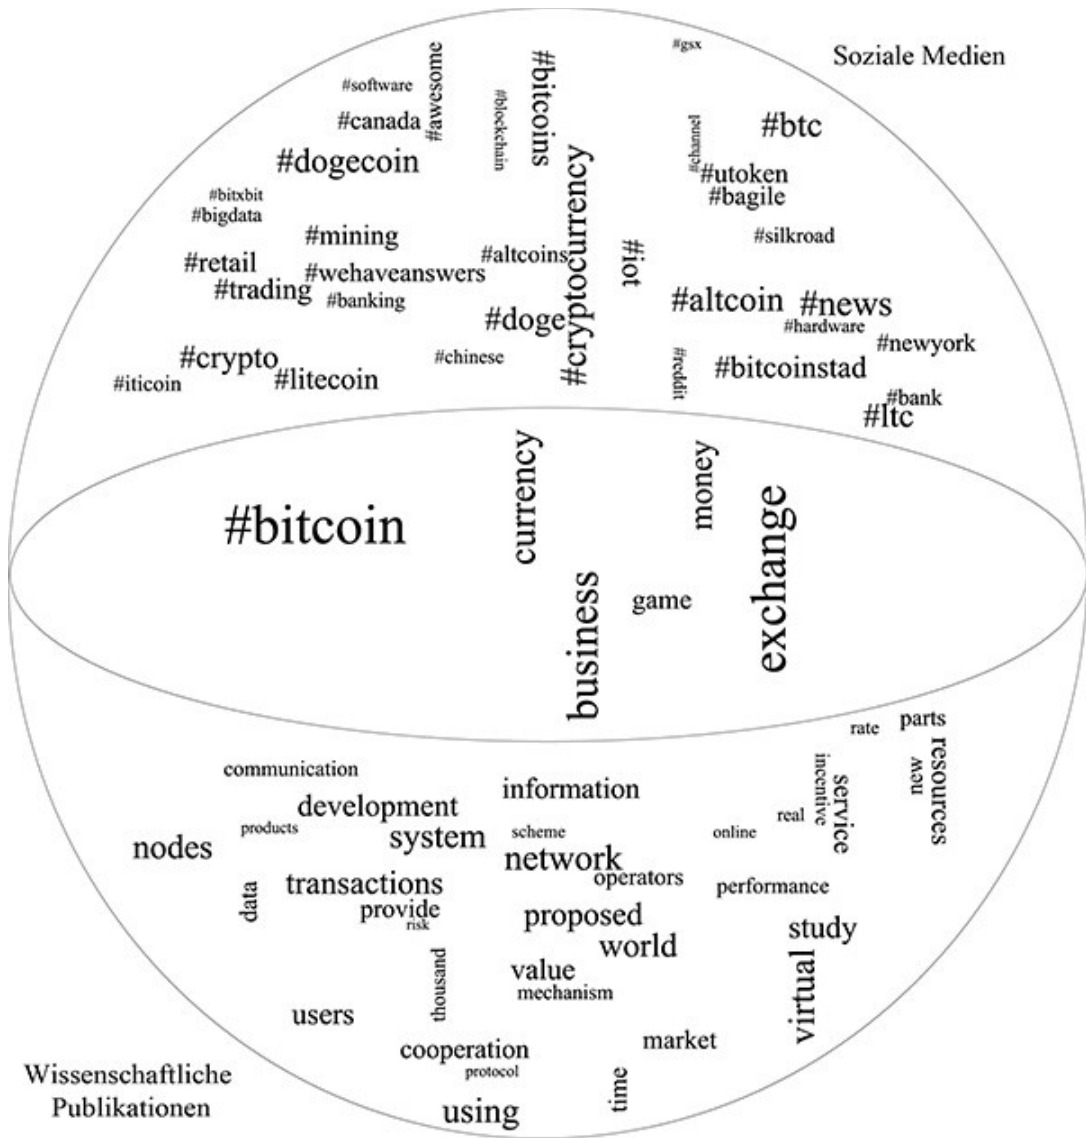 Soziale Medien
#gsx
#software
#awesome
#bitcoins
#blockchain
#canada
#btc
#channel
#dogecoin
#cryptocurrency
#utoken
#bagile
#bitxbit
#bigdata
#mining
#altcoins
#iot
#silkroad
#retail
#wehaveanswers
#trading
#banking
#altcoin
#news
#doge
#hardware
#newyork
#crypto
#chinese
#reddit
#bitcoinstad
#iticoin
#litecoin
#bank
#ltc
currency
money
#bitcoin
exchange
business
game
rate
parts
resources
new
communication
information
incentive
service
development
products
system
scheme
online
real
nodes
network
transactions
operators
performance
data
provide
risk
proposed
study
world
thousand
value
mechanism
virtual
users
market
cooperation
protocol
time
using
Wissenschaftliche
Publikationen